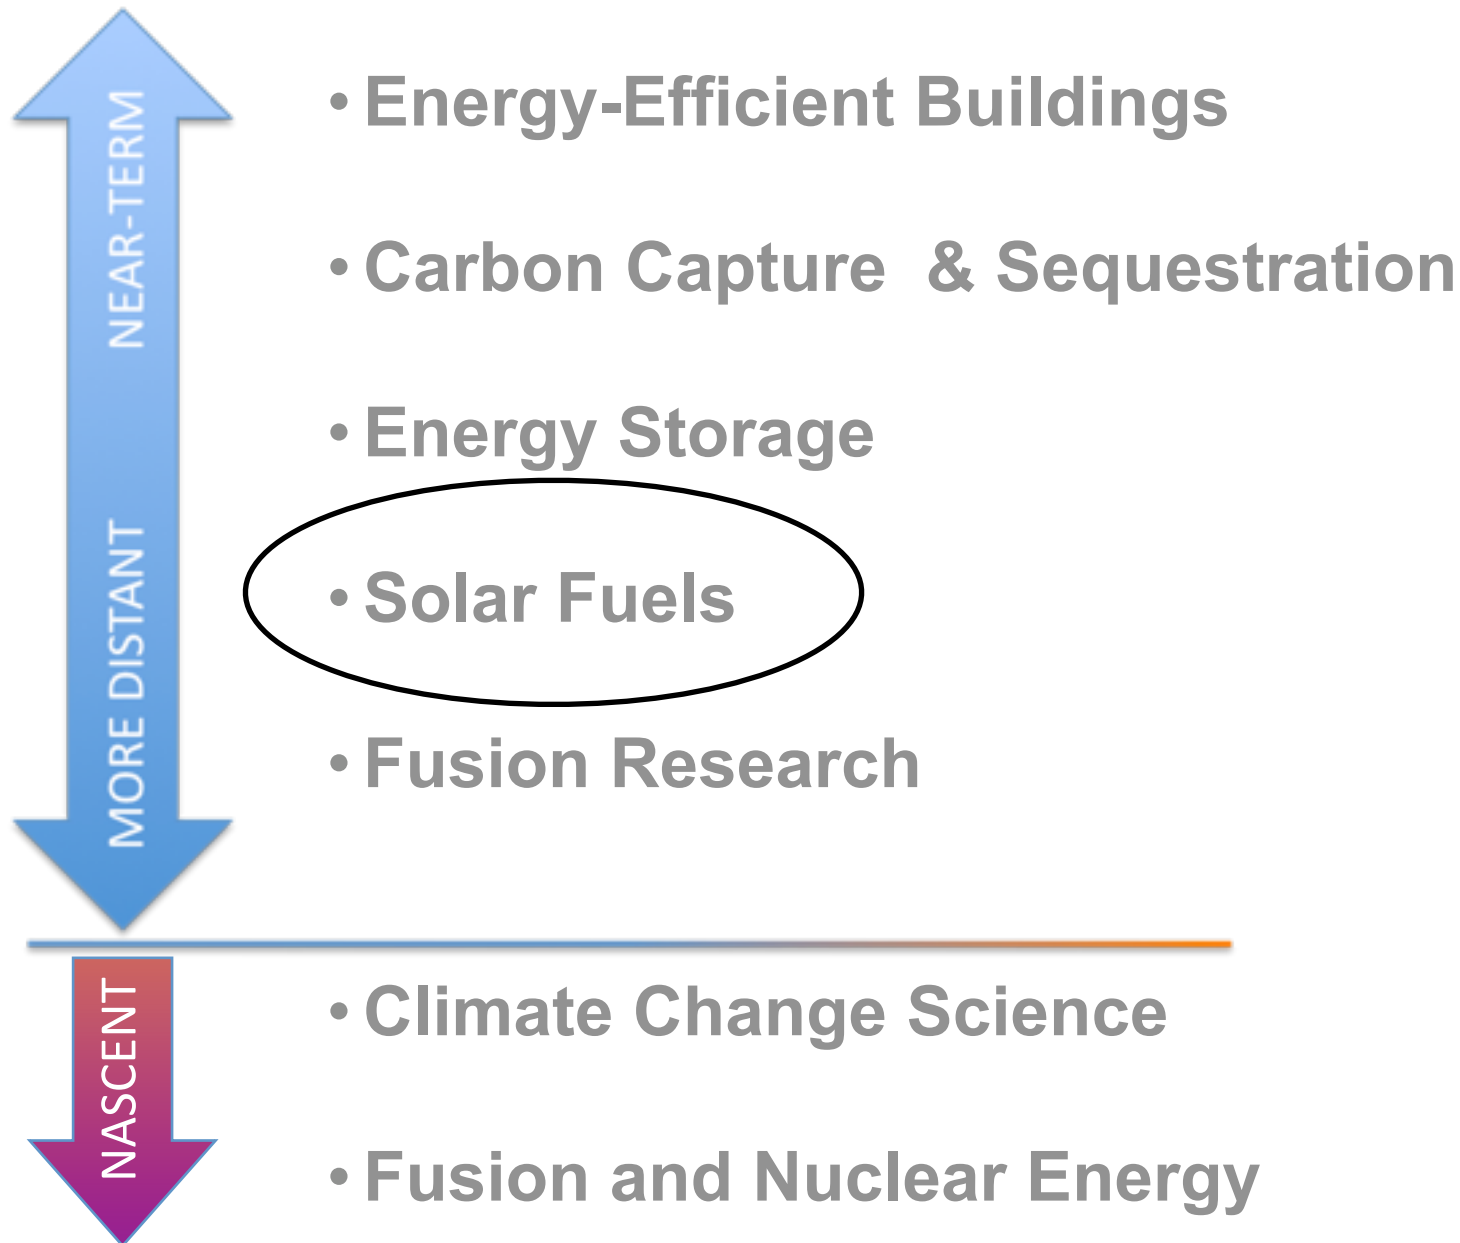 NEAR-TERM
MORE DISTANT
• Energy-Efficient Buildings
• Carbon Capture & Sequestration
• Energy Storage
• Solar Fuels
• Fusion Research
NASCENT
• Climate Change Science
• Fusion and Nuclear Energy